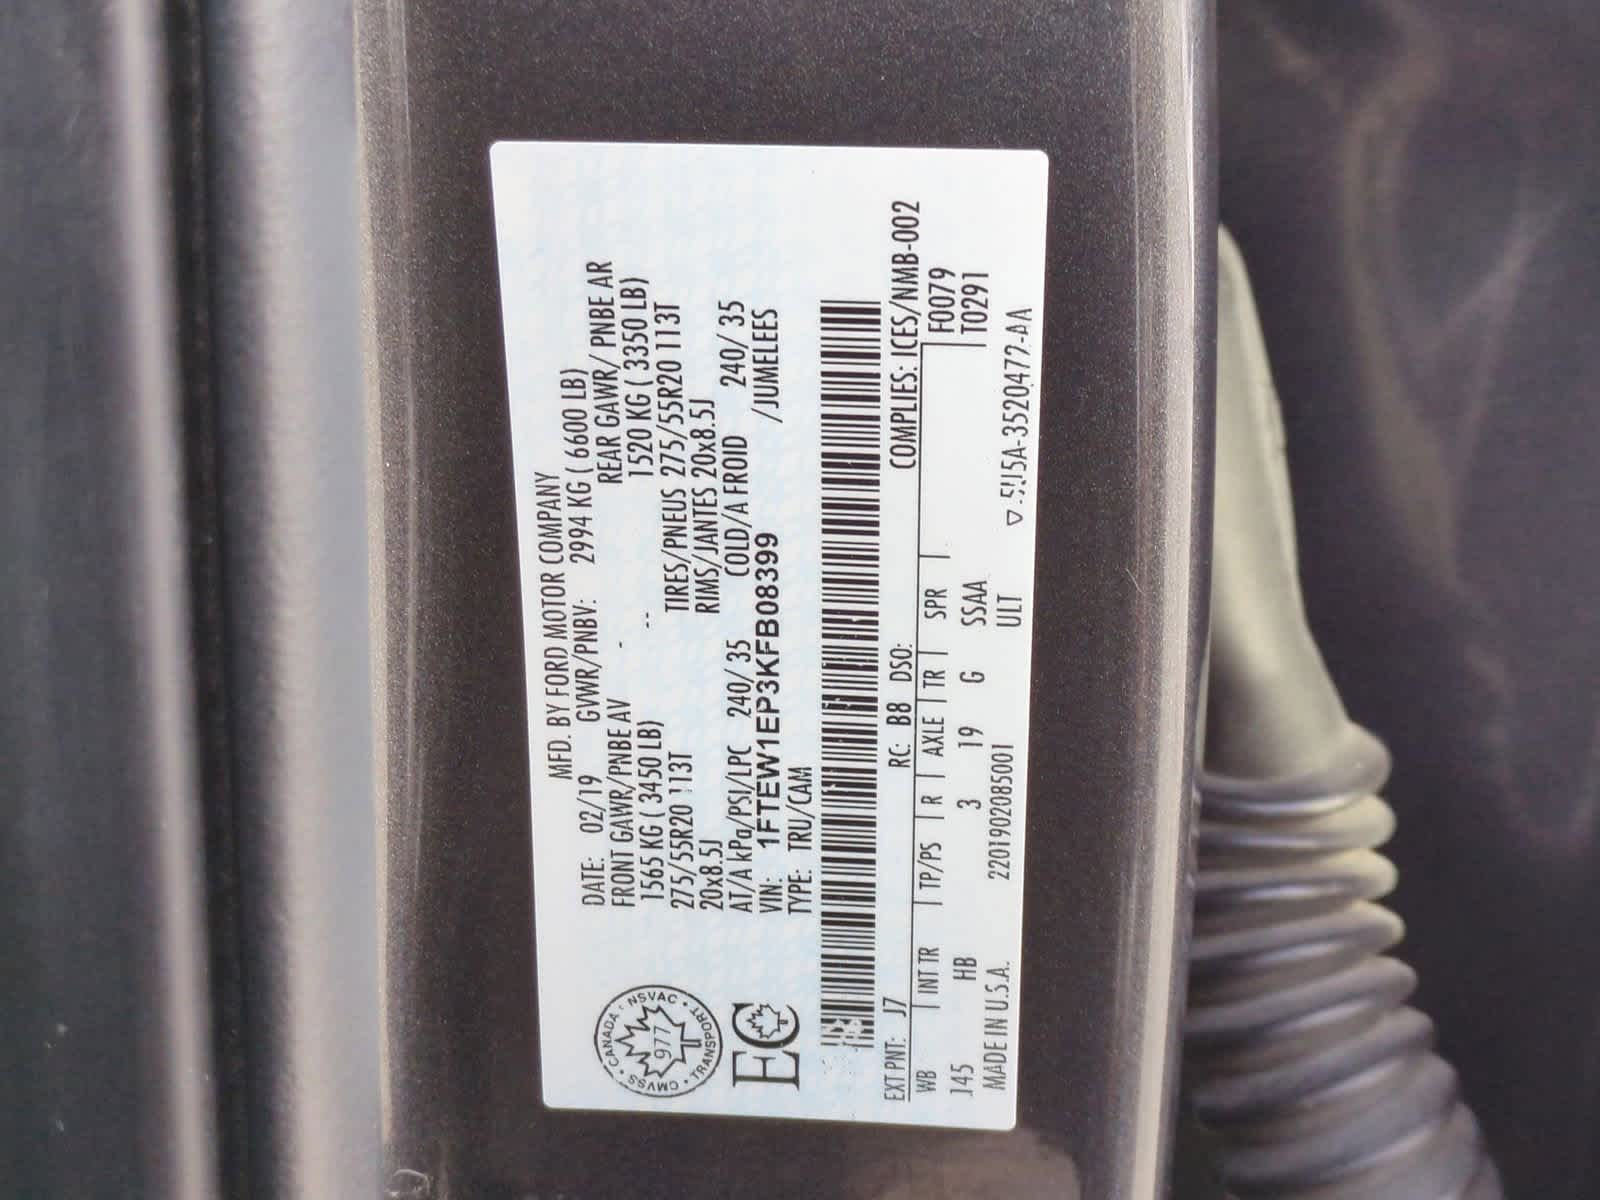 MFD. BY FORD MOTOR COMPANY
DATE: 02/19 GVWR/PNBV: 2994 KG ( 6600 LB)
FRONT GAWR/PNBE AV - REAR GAWR/ PNBE AR
1565 KG ( 3450 LB) -- 1520 KG ( 3350 LB)
275/55R20 113T TIRES/PNEUS 275/55R20 113T
20x8.5J RIMS/JANTES 20x8.5J
AT/A kPa/PSI/LPC 240/ 35 COLD/A FROID 240/ 35
VIN: 1FTEW1EP3KFB08399 /JUMELEES
TYPE: TRU/CAM
CANADA · NSVAC · TRANSPORT · CMVSS ·
977
EC
EXT PNT: J7 RC: B8 DSO: COMPLIES: ICES/NMB-002
WB | INT TR | TP/PS | R | AXLE | TR | SPR | F0079
145 HB 3 19 G SSAA T0291
MADE IN U.S.A. 2201902085001 ULT ▽ 5U5A-3520472-AA